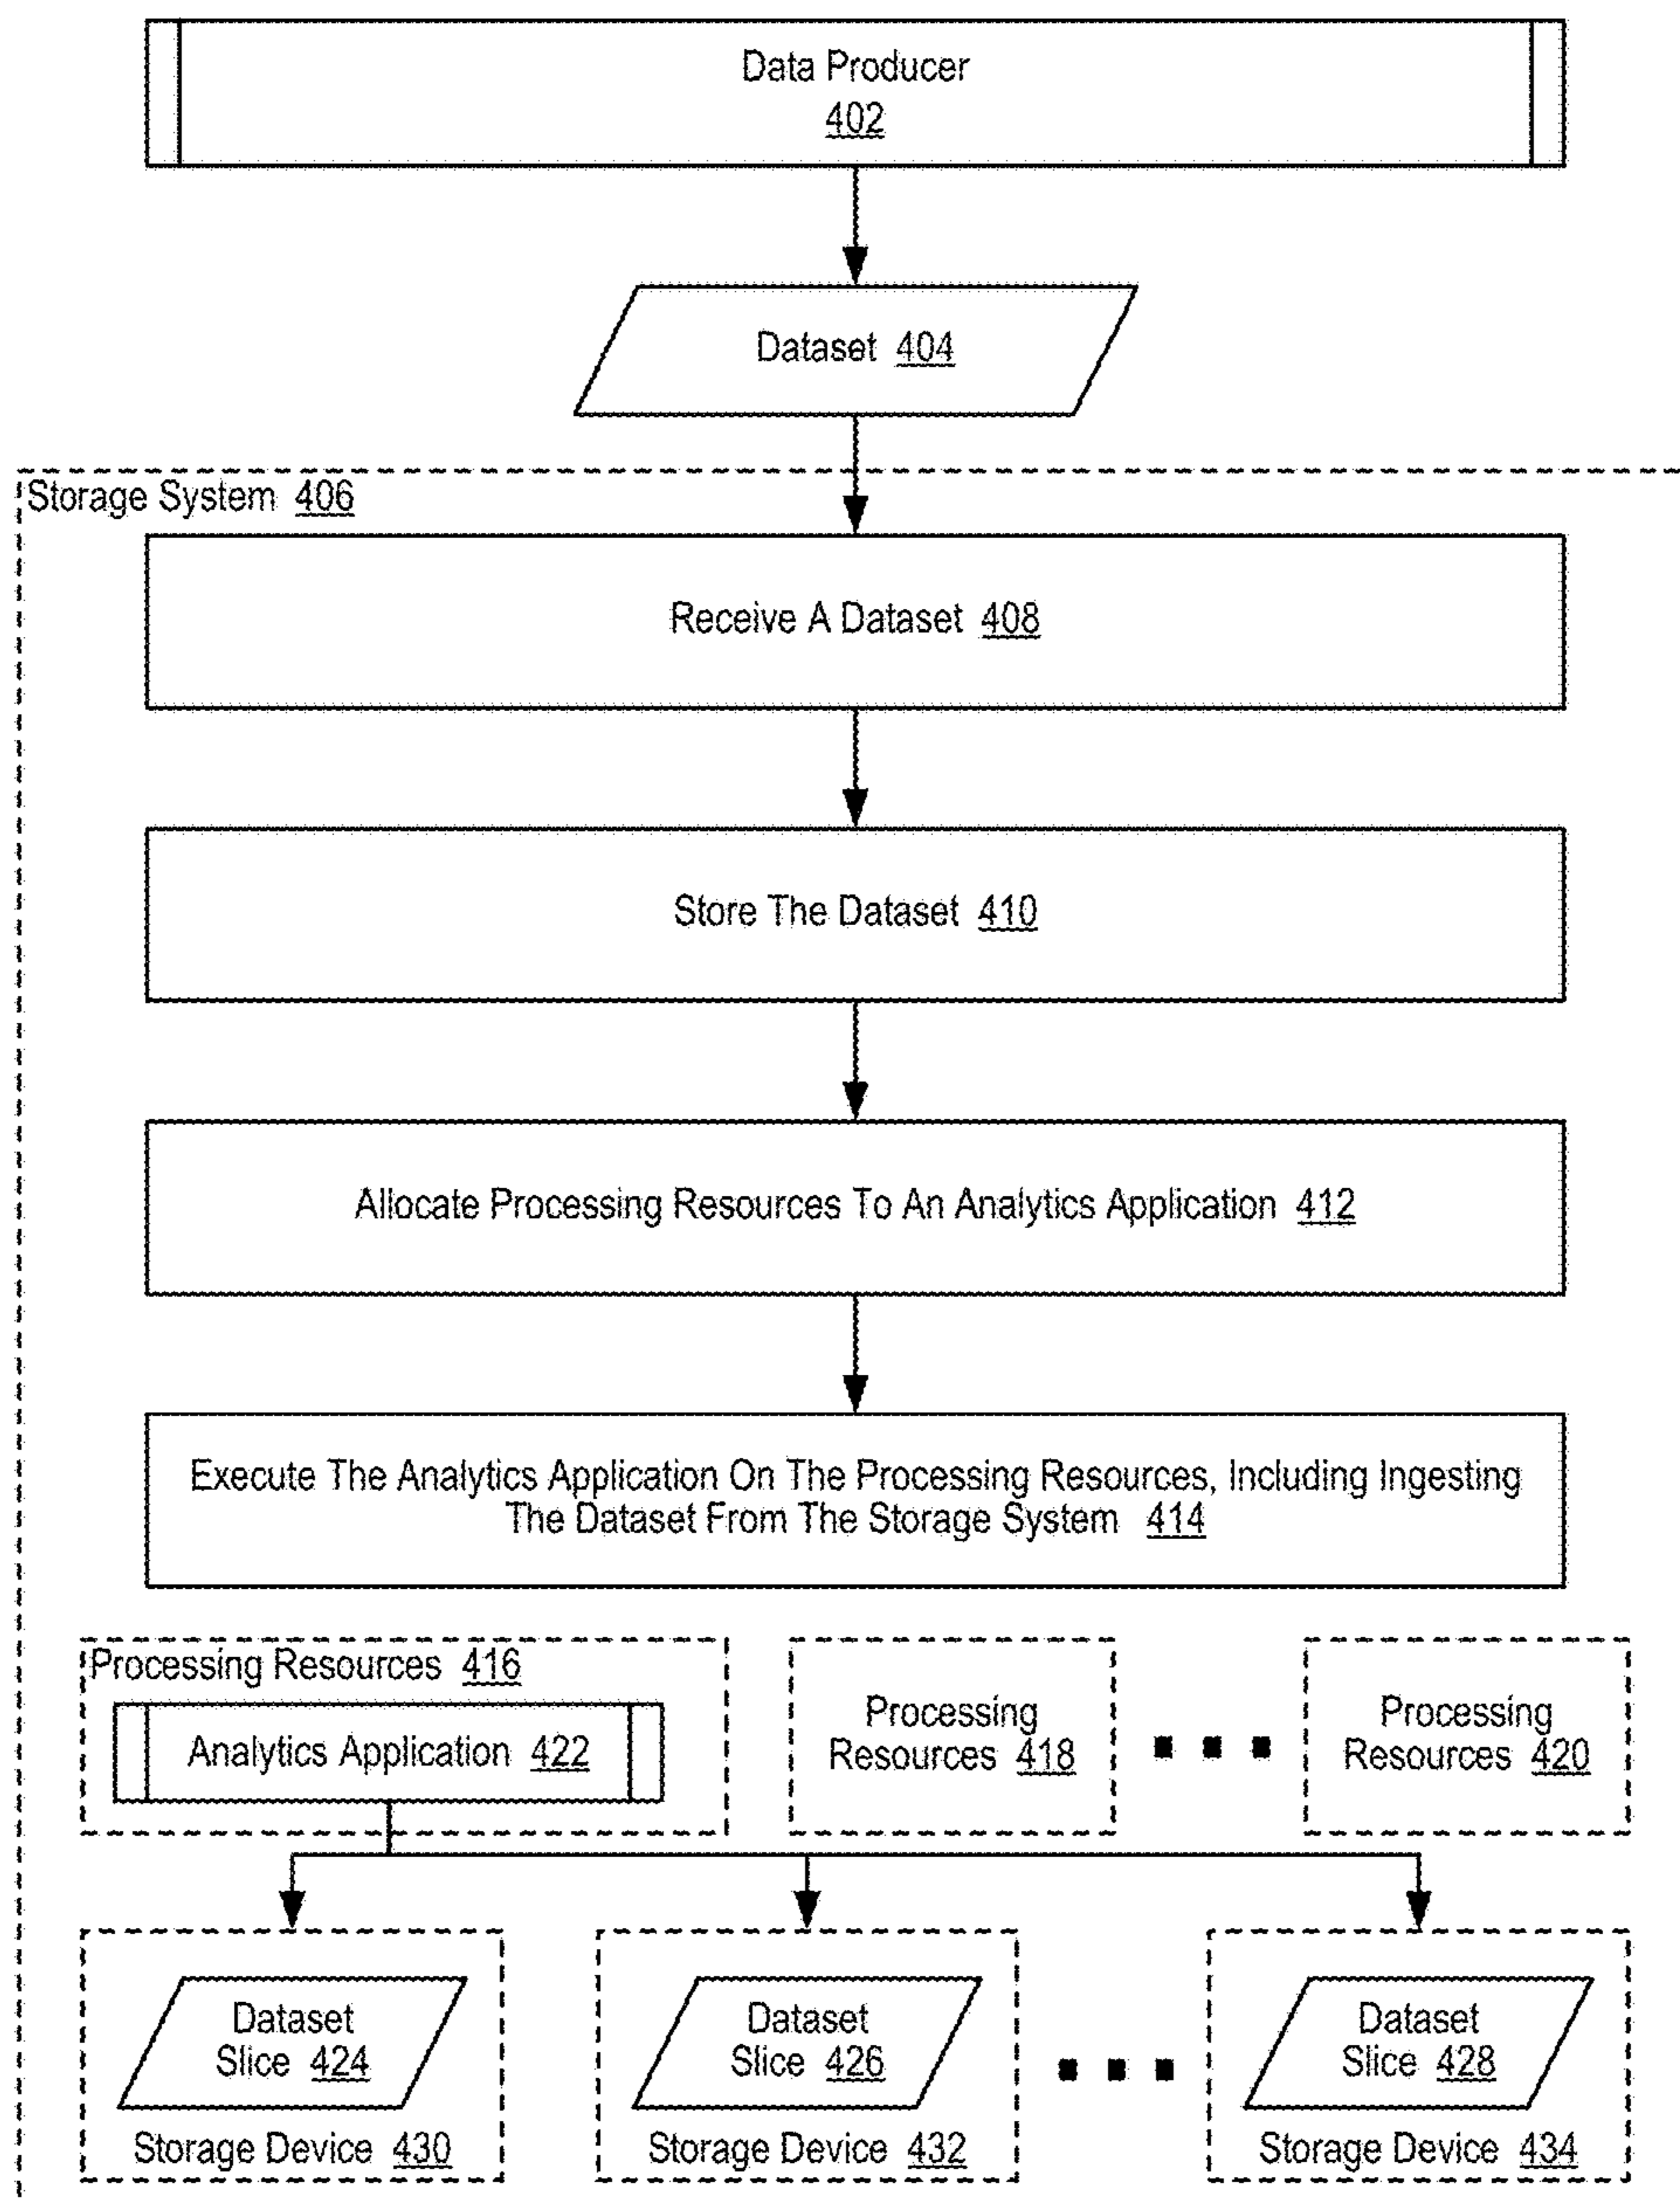 Data Producer
402
Dataset 404
Storage System 406
Receive A Dataset 408
Store The Dataset 410
Allocate Processing Resources To An Analytics Application 412
Execute The Analytics Application On The Processing Resources, Including Ingesting
The Dataset From The Storage System 414
Processing Resources 416
Analytics Application 422
Processing
Resources 418
Processing
Resources 420
Dataset
Slice 424
Storage Device 430
Dataset
Slice 426
Storage Device 432
Dataset
Slice 428
Storage Device 434